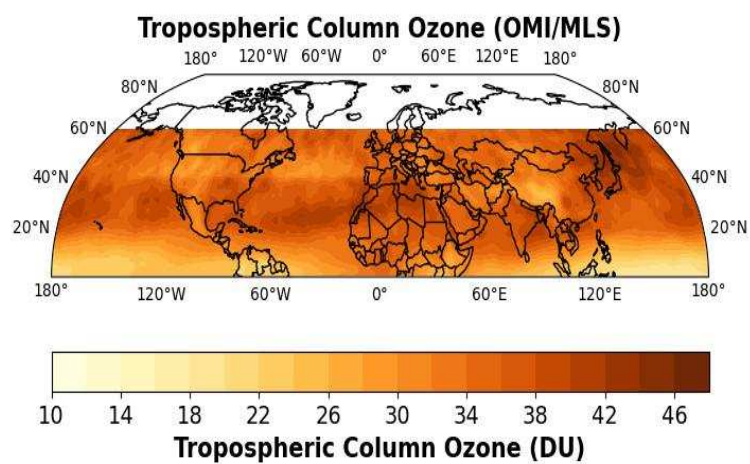 Tropospheric Column Ozone (OMI/MLS)
180° 120°W 60°W 0° 60°E 120°E 180°
80°N 80°N
60°N 60°N
40°N 40°N
20°N 20°N
180° 120°W 60°W 0° 60°E 120°E 180°
10 14 18 22 26 30 34 38 42 46
Tropospheric Column Ozone (DU)